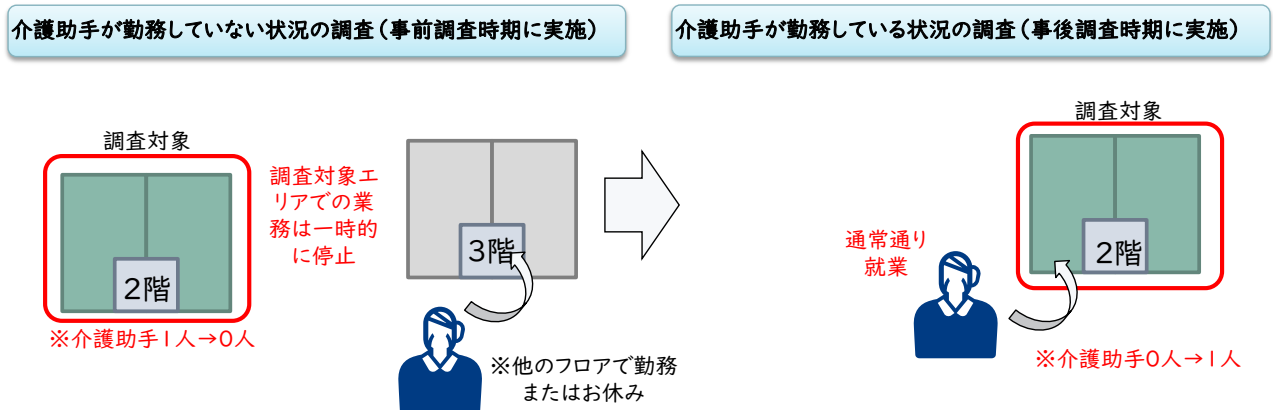 介護助手が勤務していない状況の調査（事前調査時期に実施）
調査対象
2階
※介護助手1人→0人
調査対象エ
リアでの業
務は一時的
に停止
3階
※他のフロアで勤務
またはお休み
介護助手が勤務している状況の調査（事後調査時期に実施）
調査対象
2階
通常通り
就業
※介護助手0人→1人